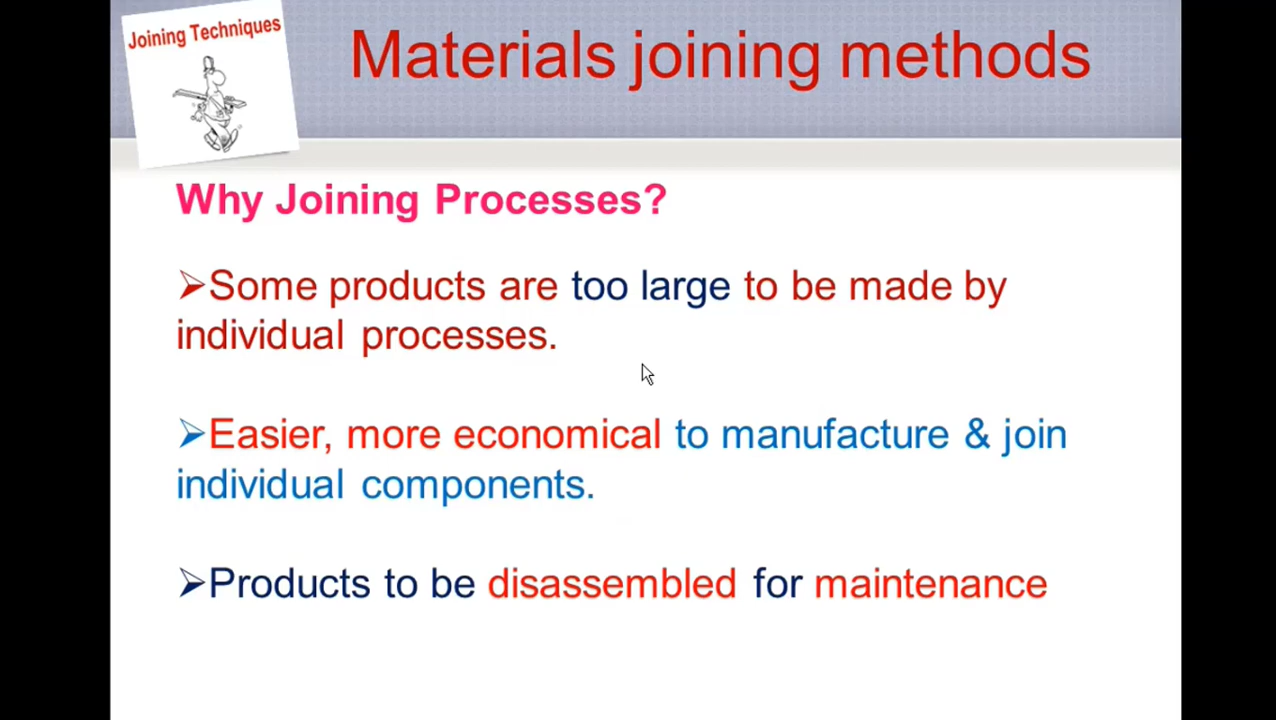 Joining Techniques
Materials joining methods
Why Joining Processes?
➢Some products are too large to be made by
individual processes.
➢Easier, more economical to manufacture & join
individual components.
➢Products to be disassembled for maintenance